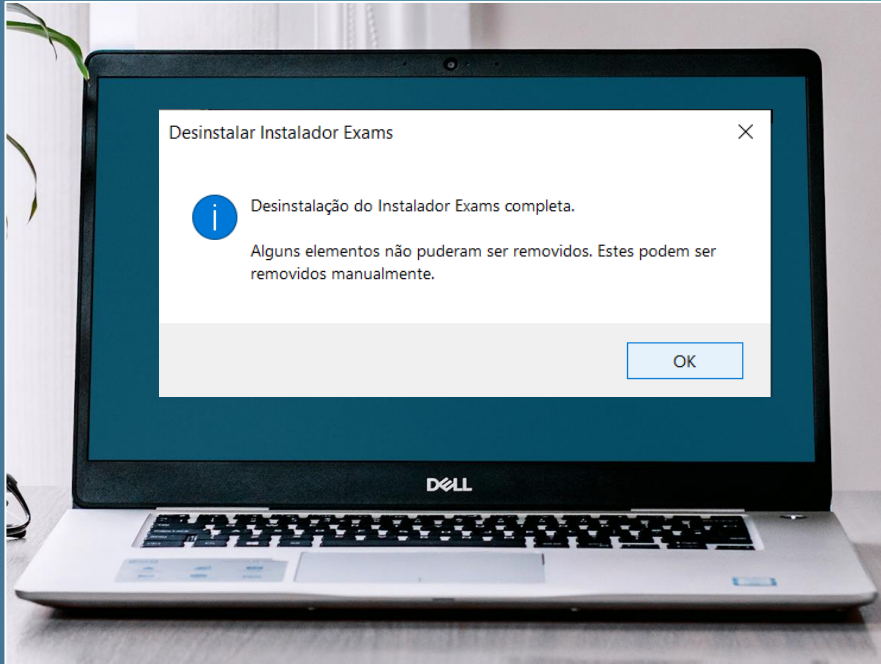 Desinstalar Instalador Exams
Desinstalação do Instalador Exams completa.
Alguns elementos não puderam ser removidos. Estes podem ser
removidos manualmente.
OK
DELL